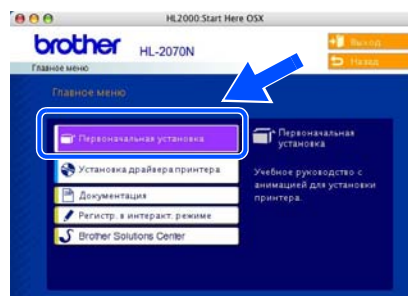 HL2000:Start Here OSX
brother HL-2070N
Выход
Главное меню
Назад
Главное меню
Первоначальная установка
Установка драйвера принтера
Документация
Регистр. в интеракт. режиме
Brother Solutions Center
Первоначальная
установка
Учебное руководство с
анимацией для установки
принтера.